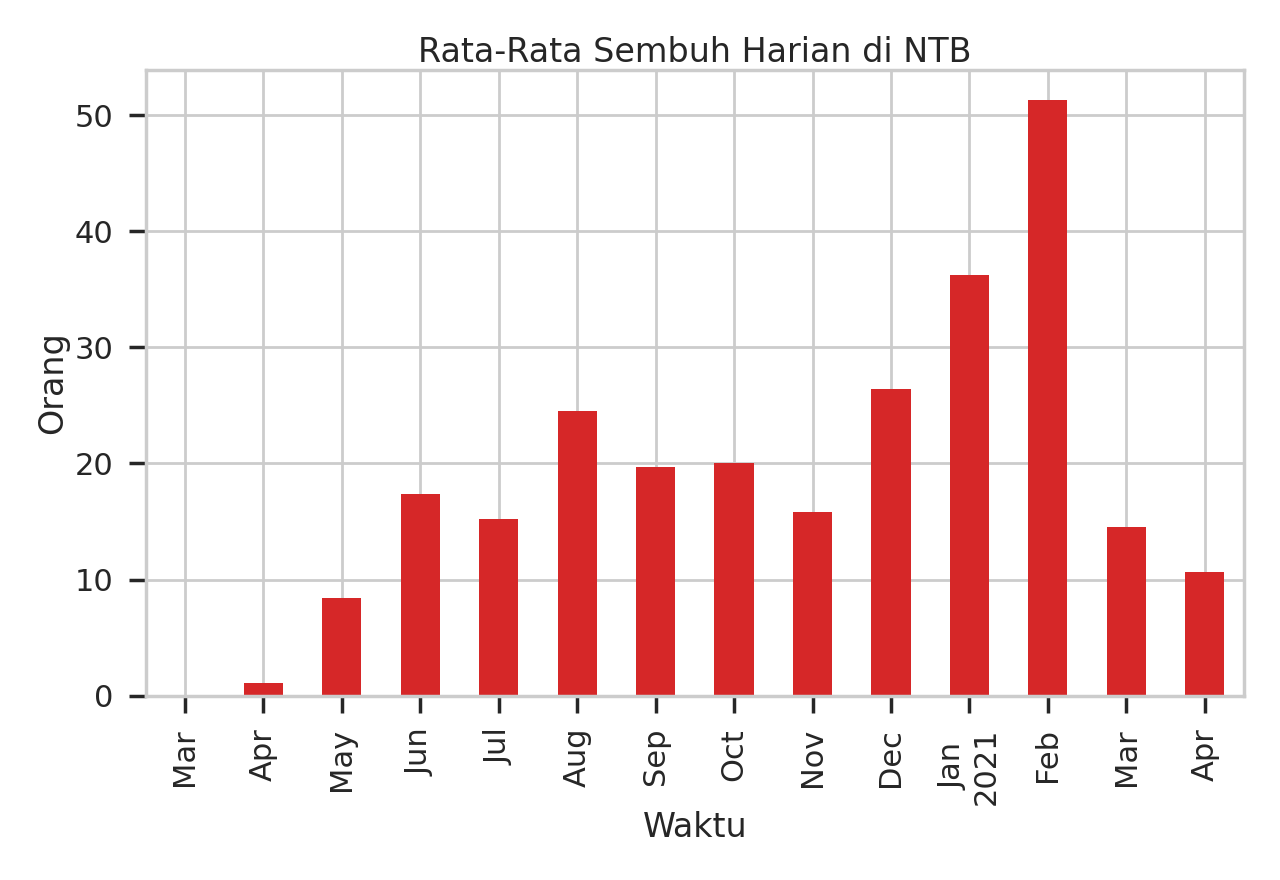 Rata-Rata Sembuh Harian di NTB
Orang
50
40
30
20
10
0
Mar
Apr
May
Jun
Jul
Aug
Sep
Oct
Nov
Dec
Jan
2021
Feb
Mar
Apr
Waktu